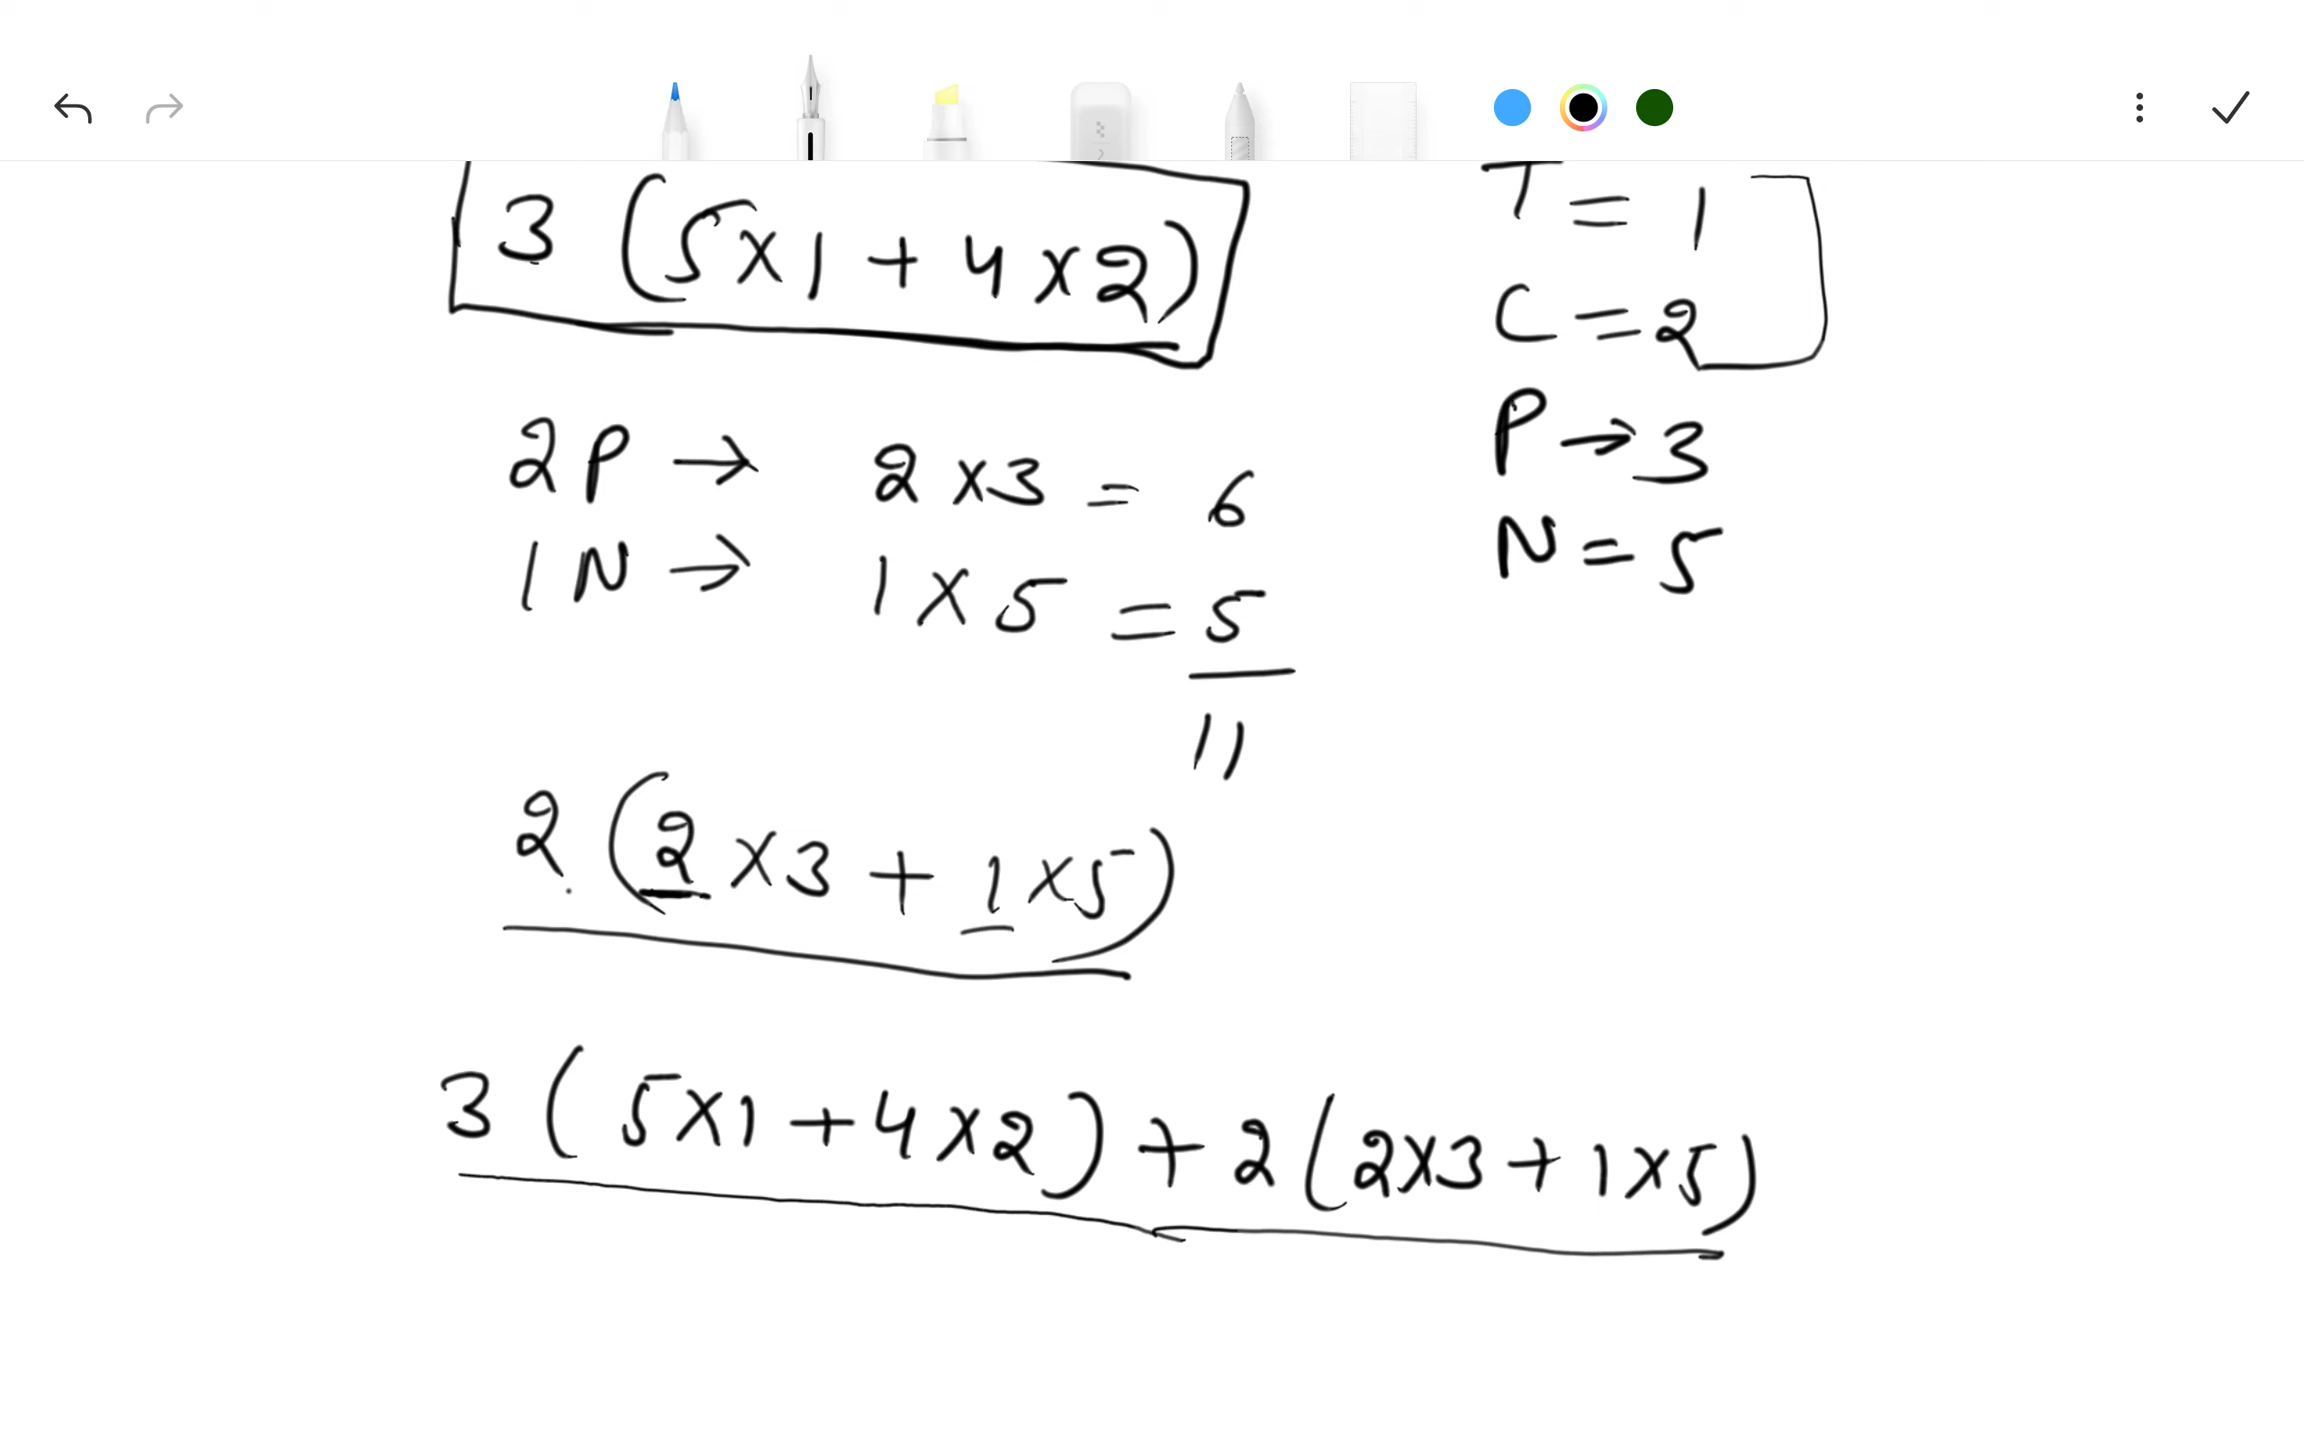 3 (5x1 + 4x2)
T = 1
C = 2
P → 3
N = 5
2P → 2x3 = 6
1N → 1x5 = 5
11
2 (2x3 + 1x5)
3 (5x1 + 4x2) + 2(2x3 + 1x5)